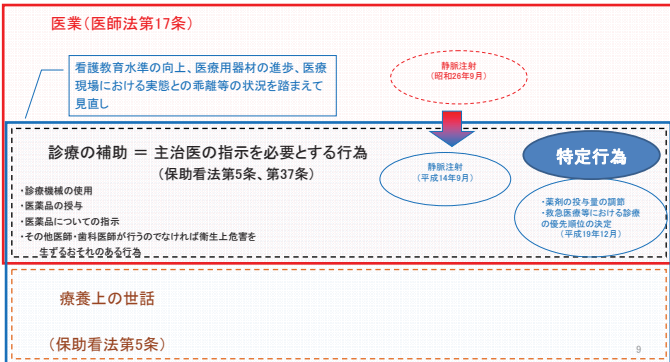 医業(医師法第17条)
看護教育水準の向上、医療用器材の進歩、医療
現場における実態との乖離等の状況を踏まえて
見直し
静脈注射
(昭和26年9月)
診療の補助 = 主治医の指示を必要とする行為
(保助看法第5条、第37条)
・診療機械の使用
・医薬品の授与
・医薬品についての指示
・その他医師・歯科医師が行うのでなければ衛生上危害を
生ずるおそれのある行為
静脈注射
(平成14年9月)
特定行為
・薬剤の投与量の調節
・救急医療等における診療
の優先順位の決定
(平成19年12月)
療養上の世話
(保助看法第5条)
9